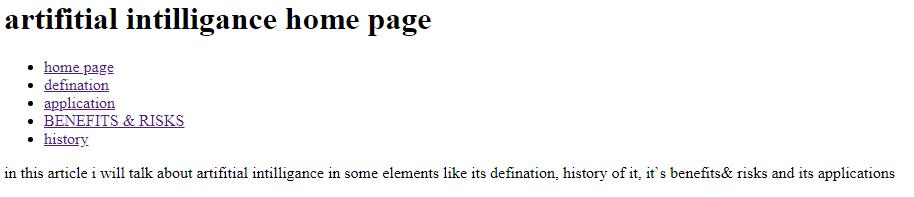 artifitial intilligance home page
home page
defination
application
BENEFITS & RISKS
history
in this article i will talk about artifitial intilligance in some elements like its defination, history of it, it`s benefits& risks and its applications